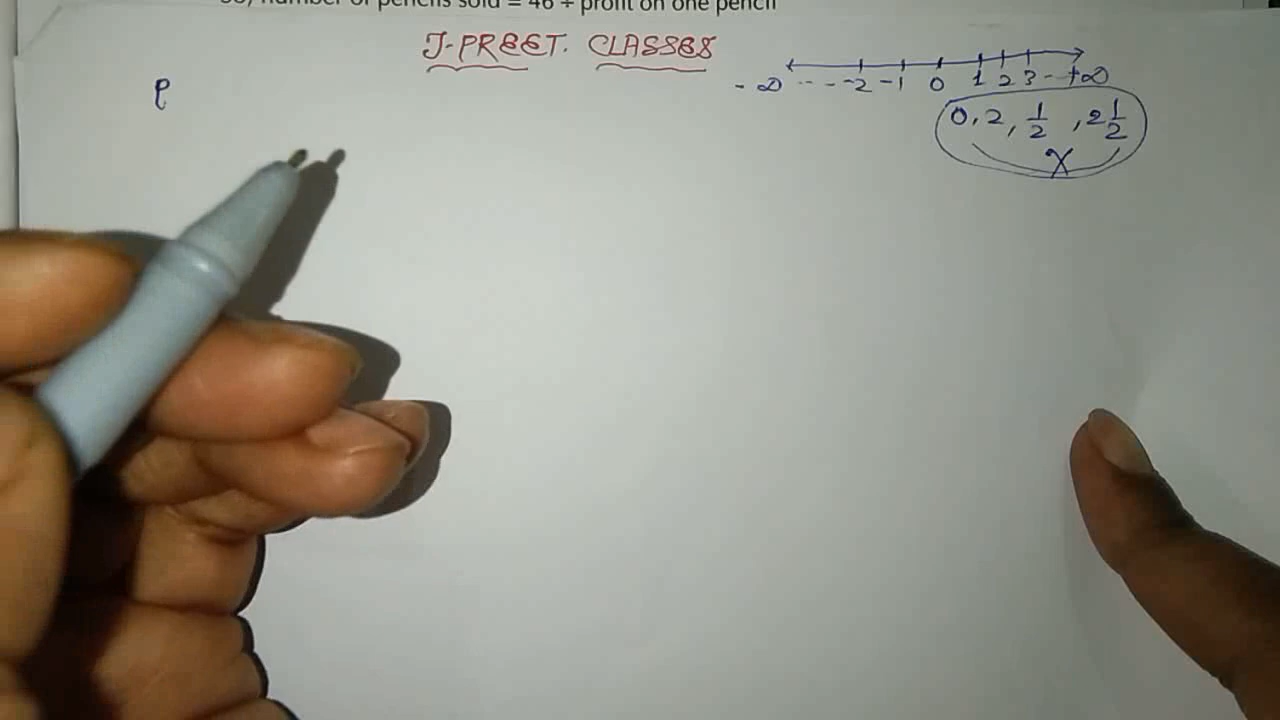 So, number of pencils sold = 46 ÷ profit on one pencil
J-PREET. CLASSES
P
-∞ --- -2 -1 0 1 2 3 -- +∞
0, 2, 1/2, 2 1/2
X